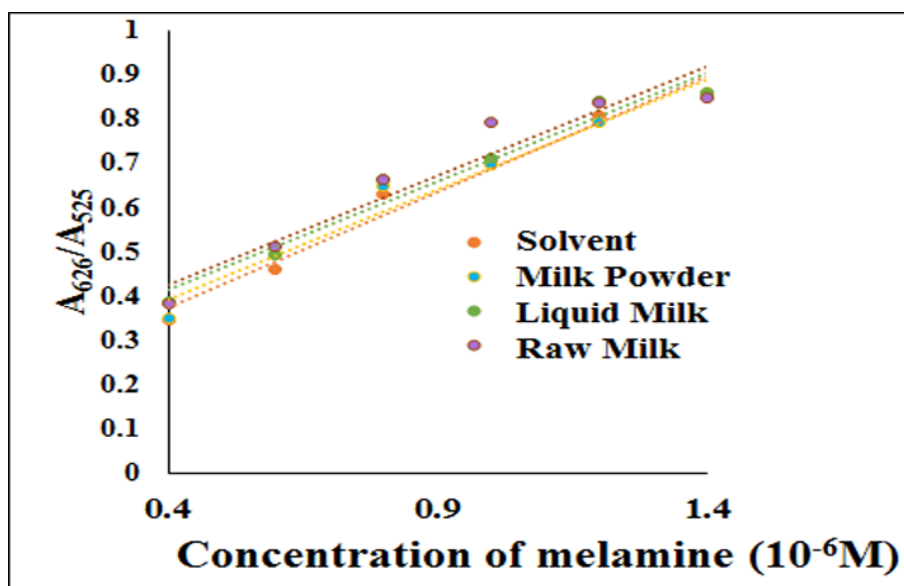 1
0.9
0.8
0.7
0.6
0.5
0.4
0.3
0.2
0.1
0
A₆₂₆/A₅₂₅
Solvent
Milk Powder
Liquid Milk
Raw Milk
0.4 0.9 1.4
Concentration of melamine (10⁻⁶M)